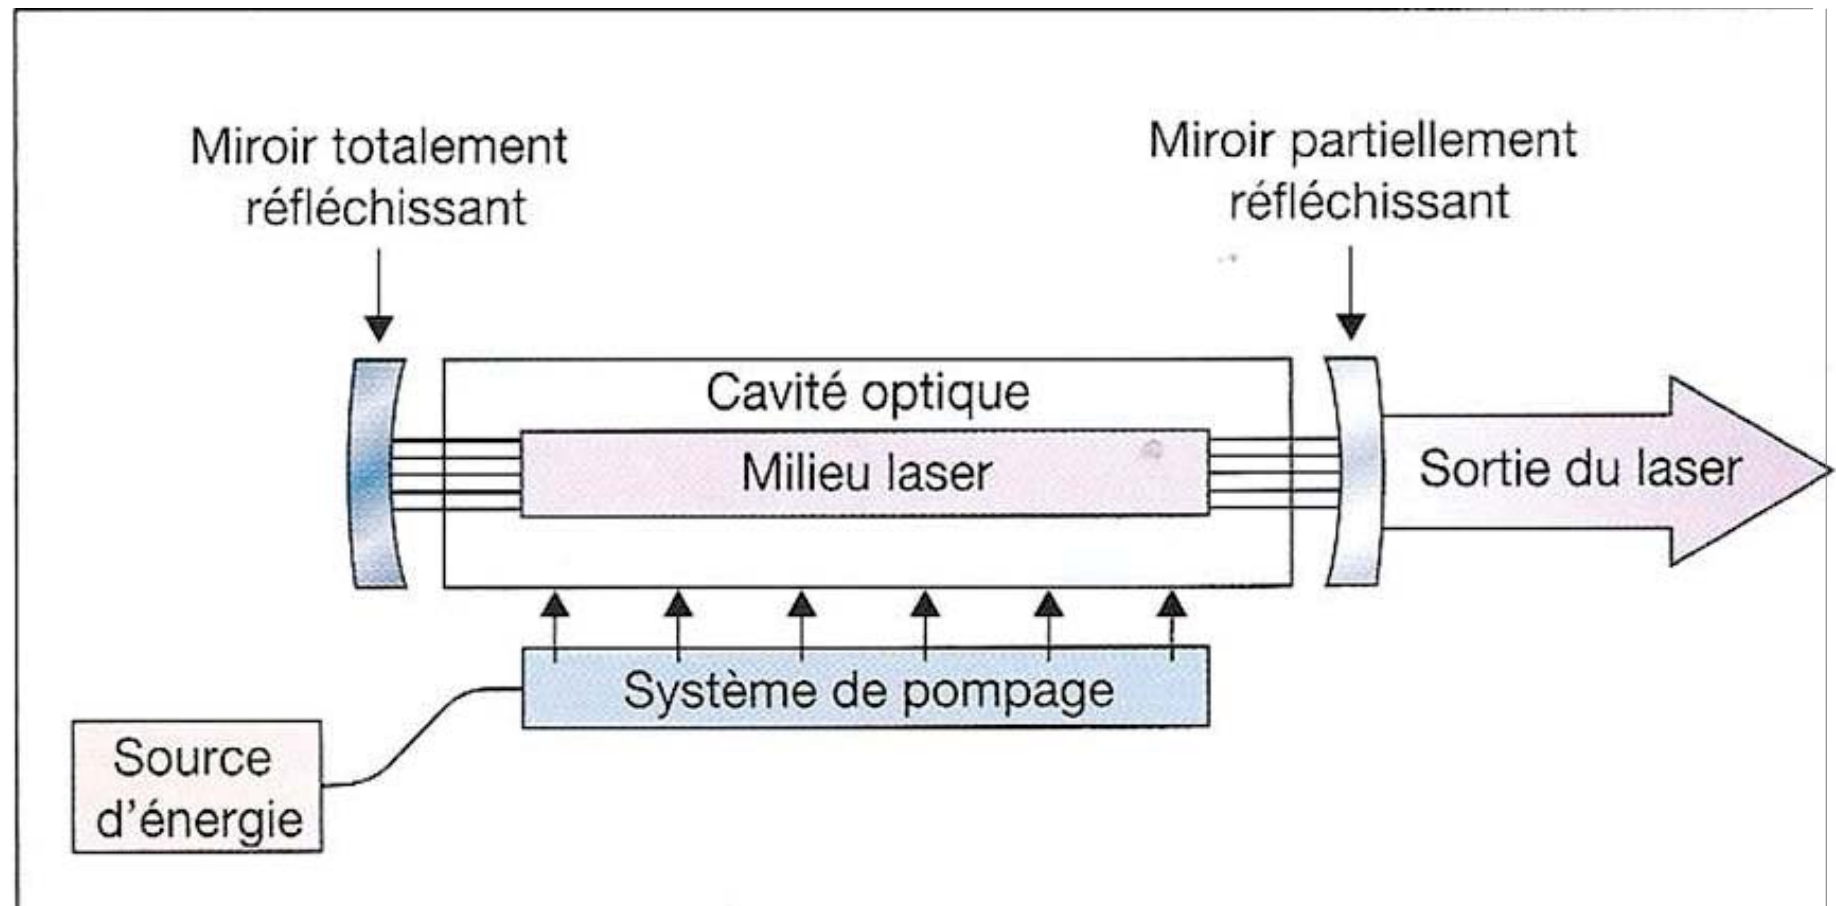 Miroir totalement
réfléchissant
Miroir partiellement
réfléchissant
Cavité optique
Milieu laser
Sortie du laser
Système de pompage
Source
d'énergie